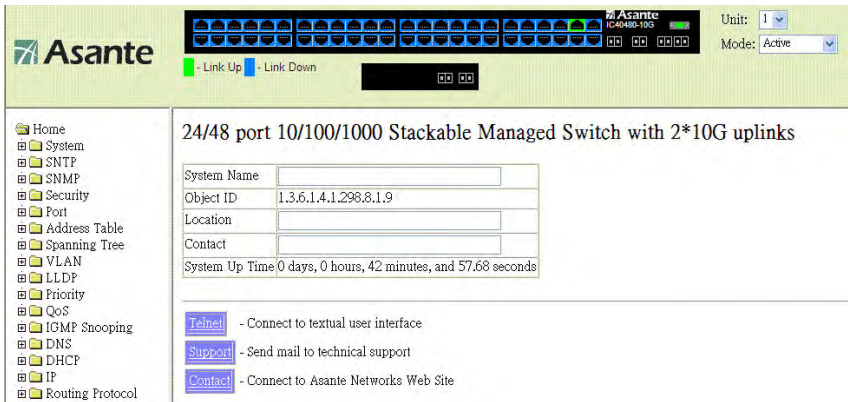 Asante
Asante
IC40480-10G
Unit: 1
Mode: Active
- Link Up - Link Down
Home
System
SNTP
SNMP
Security
Port
Address Table
Spanning Tree
VLAN
LLDP
Priority
QoS
IGMP Snooping
DNS
DHCP
IP
Routing Protocol
24/48 port 10/100/1000 Stackable Managed Switch with 2*10G uplinks
System Name
Object ID 1.3.6.1.4.1.298.8.1.9
Location
Contact
System Up Time 0 days, 0 hours, 42 minutes, and 57.68 seconds
Telnet - Connect to textual user interface
Support - Send mail to technical support
Contact - Connect to Asante Networks Web Site